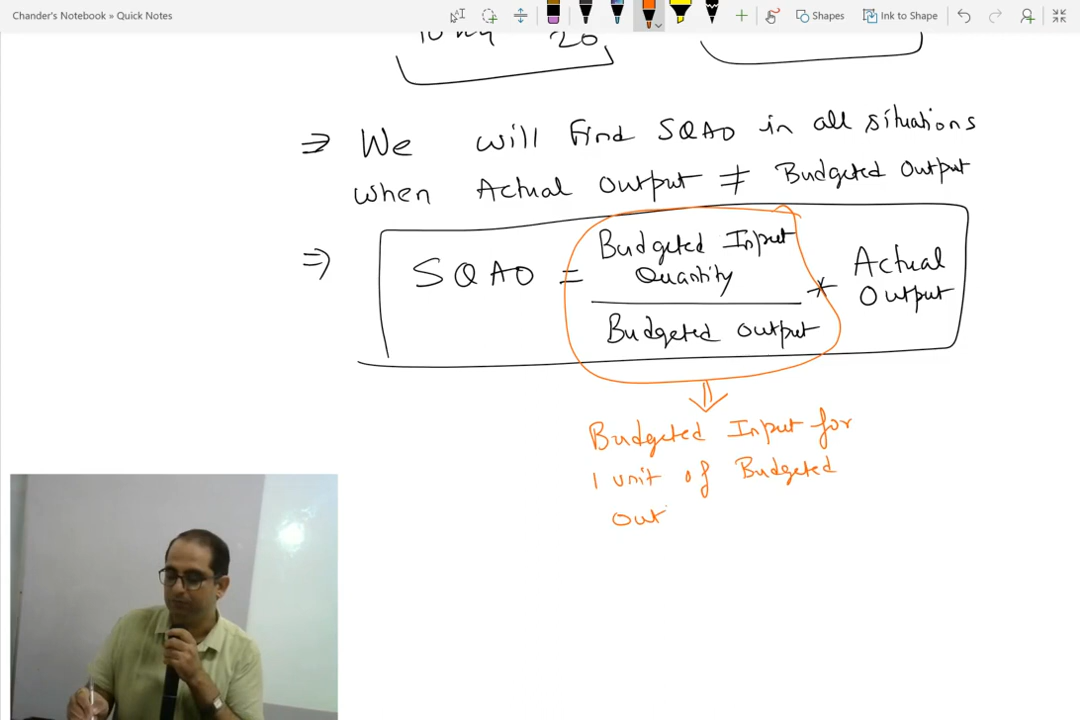 Chander's Notebook » Quick Notes
Shapes
Ink to Shape
20
⇒ We will find SQAO in all situations
when Actual Output ≠ Budgeted Output
⇒ SQAO = Budgeted Input Quantity / Budgeted Output * Actual Output
⇓
Budgeted Input for
1 unit of Budgeted
Out